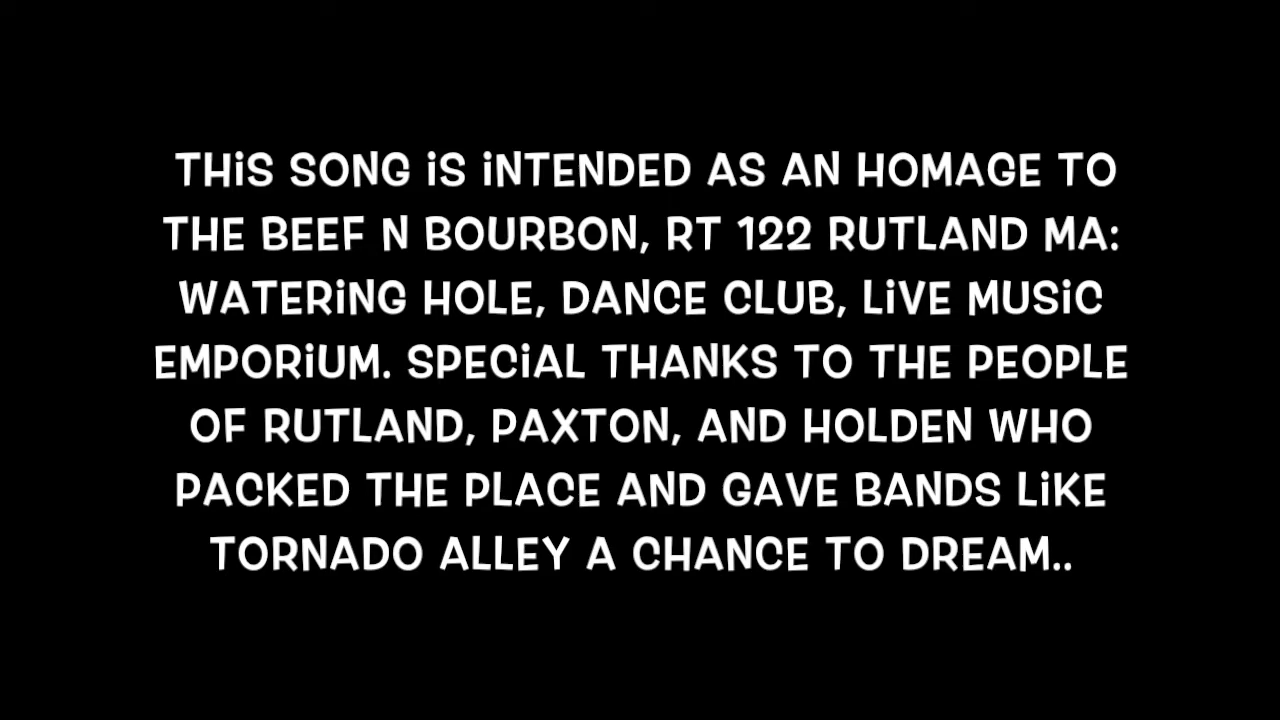 THIS SONG IS INTENDED AS AN HOMAGE TO
THE BEEF N BOURBON, RT 122 RUTLAND MA:
WATERING HOLE, DANCE CLUB, LIVE MUSIC
EMPORIUM. SPECIAL THANKS TO THE PEOPLE
OF RUTLAND, PAXTON, AND HOLDEN WHO
PACKED THE PLACE AND GAVE BANDS LIKE
TORNADO ALLEY A CHANCE TO DREAM..